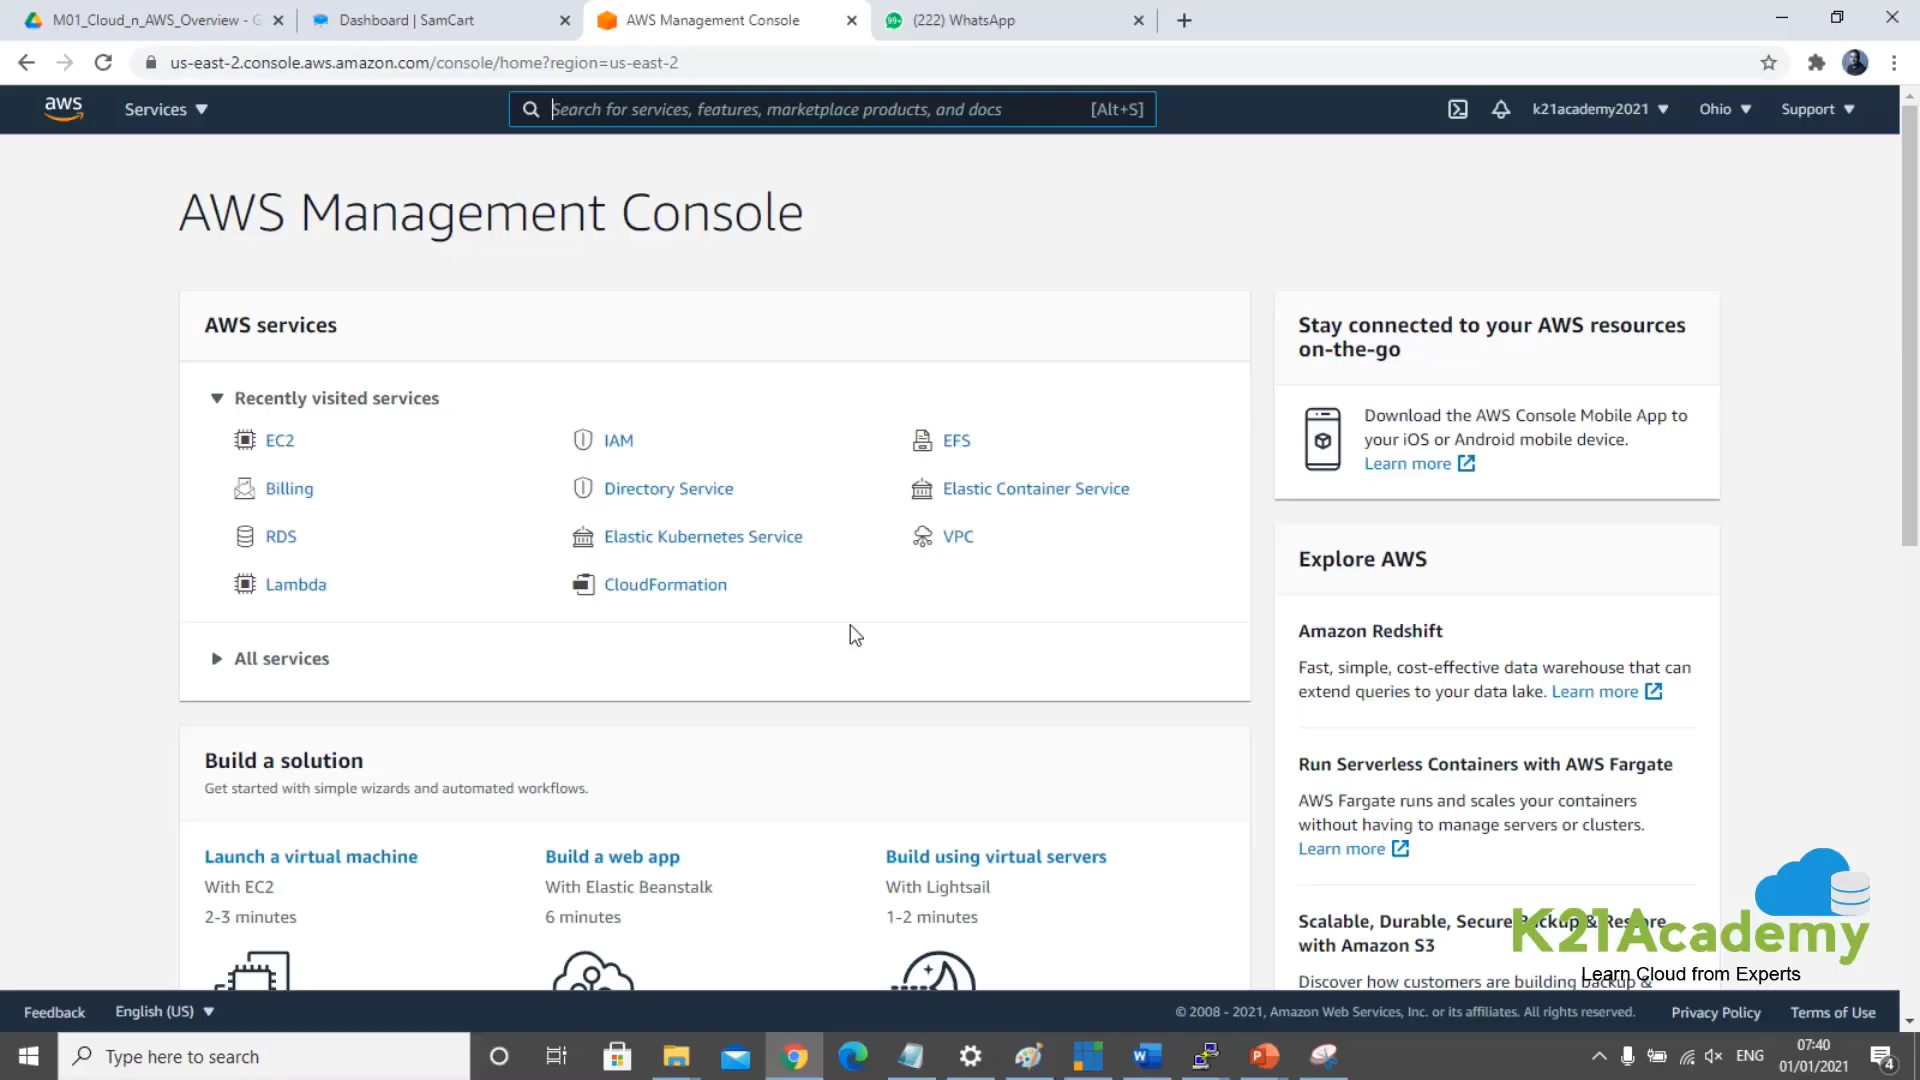 M01_Cloud_n_AWS_Overview - G
Dashboard | SamCart
AWS Management Console
99+
(222) WhatsApp
us-east-2.console.aws.amazon.com/console/home?region=us-east-2
aws
Services
Search for services, features, marketplace products, and docs
[Alt+S]
k21academy2021
Ohio
Support
AWS Management Console
AWS services
Recently visited services
EC2
IAM
EFS
Billing
Directory Service
Elastic Container Service
RDS
Elastic Kubernetes Service
VPC
Lambda
CloudFormation
All services
Build a solution
Get started with simple wizards and automated workflows.
Launch a virtual machine
With EC2
2-3 minutes
Build a web app
With Elastic Beanstalk
6 minutes
Build using virtual servers
With Lightsail
1-2 minutes
Stay connected to your AWS resources
on-the-go
Download the AWS Console Mobile App to
your iOS or Android mobile device.
Learn more
Explore AWS
Amazon Redshift
Fast, simple, cost-effective data warehouse that can
extend queries to your data lake. Learn more
Run Serverless Containers with AWS Fargate
AWS Fargate runs and scales your containers
without having to manage servers or clusters.
Learn more
Scalable, Durable, Secure Backup & Restore
with Amazon S3
Discover how customers are building backup &
K21Academy
Learn Cloud from Experts
Feedback
English (US)
© 2008 - 2021, Amazon Web Services, Inc. or its affiliates. All rights reserved.
Privacy Policy
Terms of Use
Type here to search
ENG
07:40
01/01/2021
4